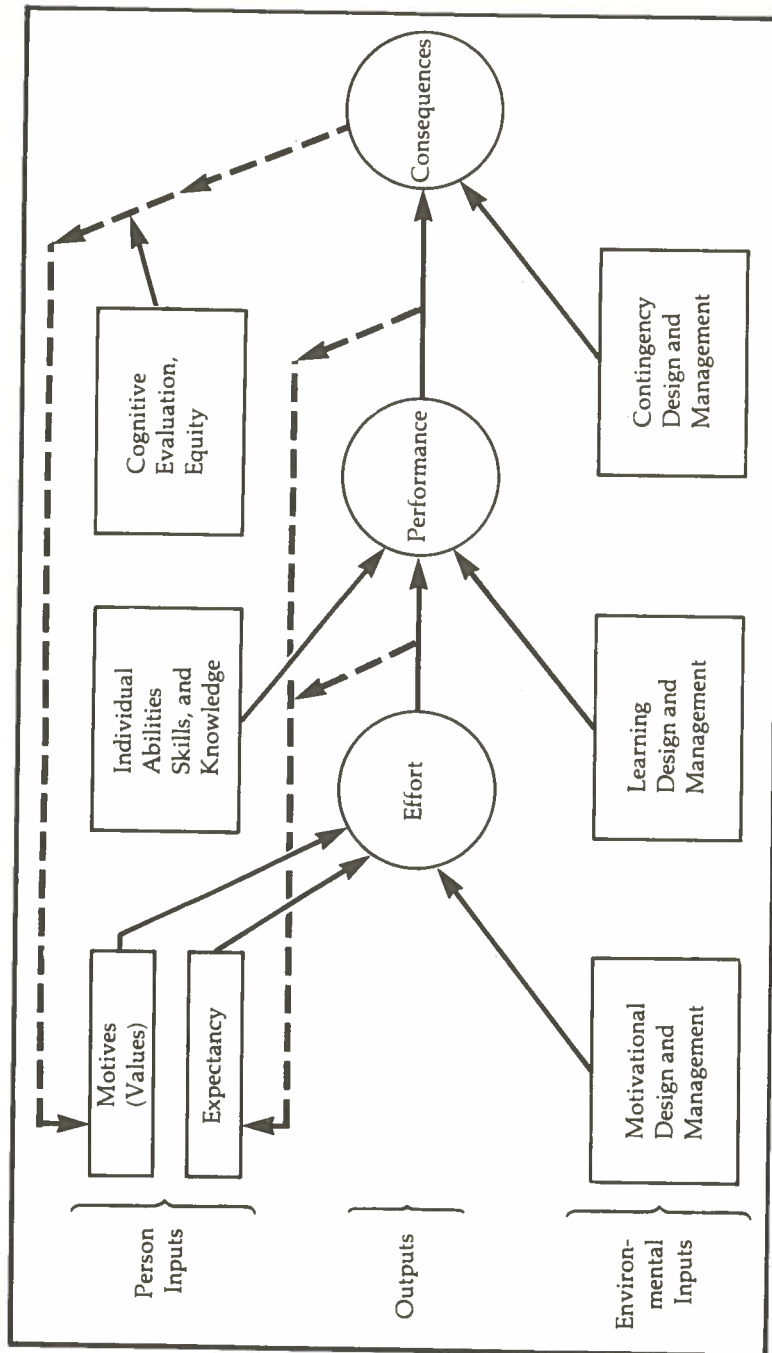 Person
Inputs
Motives
(Values)
Expectancy
Individual
Abilities
Skills, and
Knowledge
Cognitive
Evaluation,
Equity
Outputs
Effort
Performance
Consequences
Environ-
mental
Inputs
Motivational
Design and
Management
Learning
Design and
Management
Contingency
Design and
Management